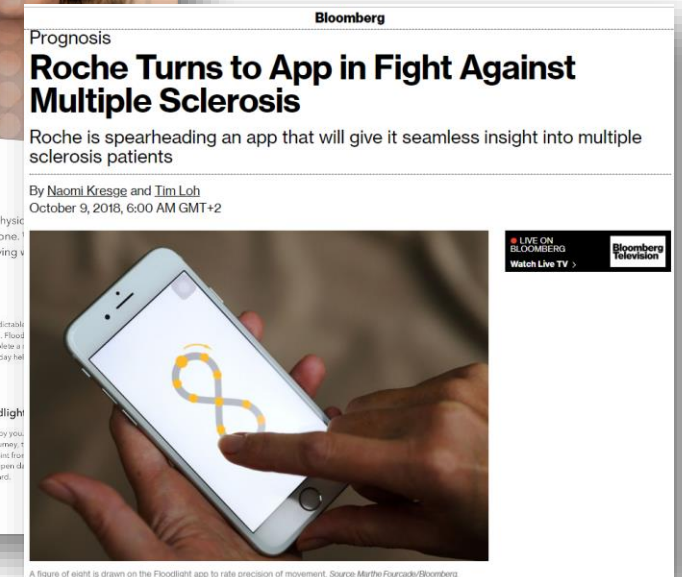 Bloomberg
Prognosis
Roche Turns to App in Fight Against
Multiple Sclerosis
Roche is spearheading an app that will give it seamless insight into multiple
sclerosis patients
By Naomi Kresge and Tim Loh
October 9, 2018, 6:00 AM GMT+2
LIVE ON
BLOOMBERG
Watch Live TV >
Bloomberg
Television
A figure of eight is drawn on the Floodlight app to rate precision of movement. Source: Marthe Fourcade/Bloomberg